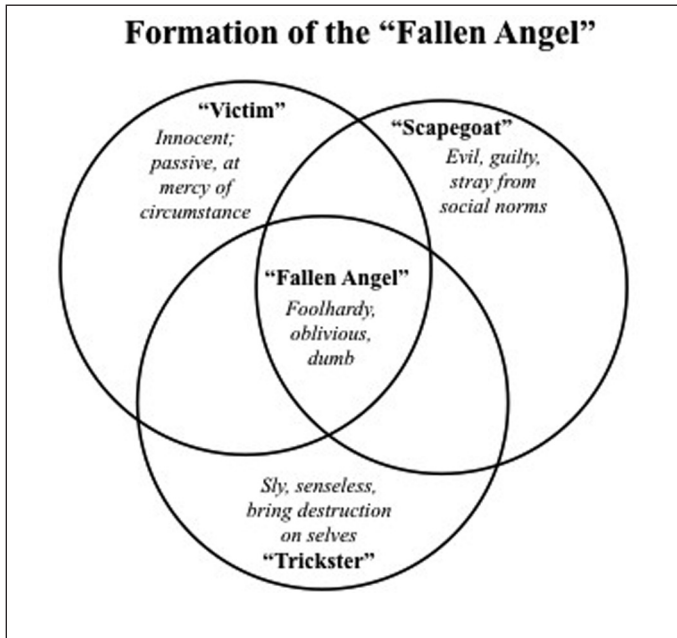 Formation of the “Fallen Angel”
“Victim”
Innocent;
passive, at
mercy of
circumstance
“Scapegoat”
Evil, guilty,
stray from
social norms
“Fallen Angel”
Foolhardy,
oblivious,
dumb
Sly, senseless,
bring destruction
on selves
“Trickster”